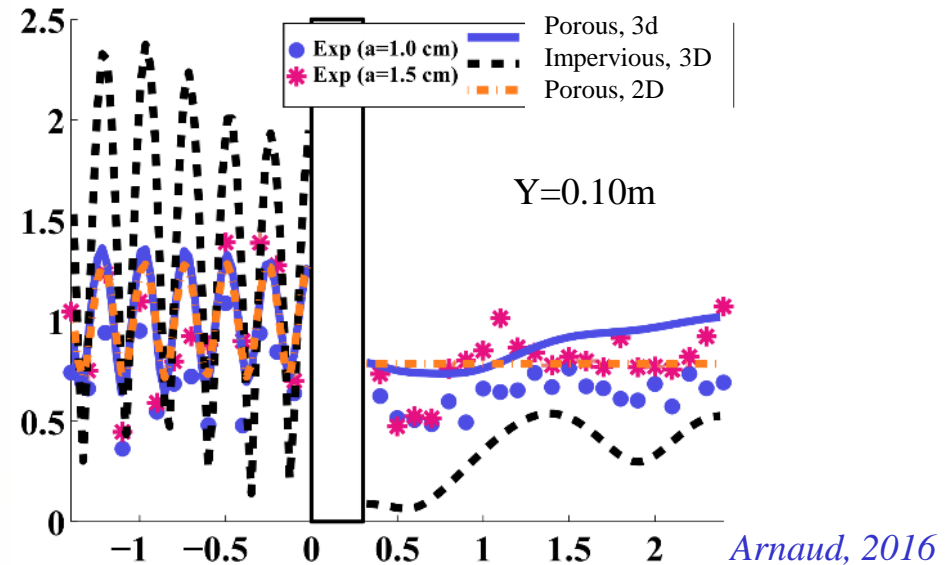 2.5
2
1.5
1
0.5
0
Exp (a=1.0 cm)
Exp (a=1.5 cm)
Porous, 3d
Impervious, 3D
Porous, 2D
Y=0.10m
−1 −0.5 0 0.5 1 1.5 2
Arnaud, 2016